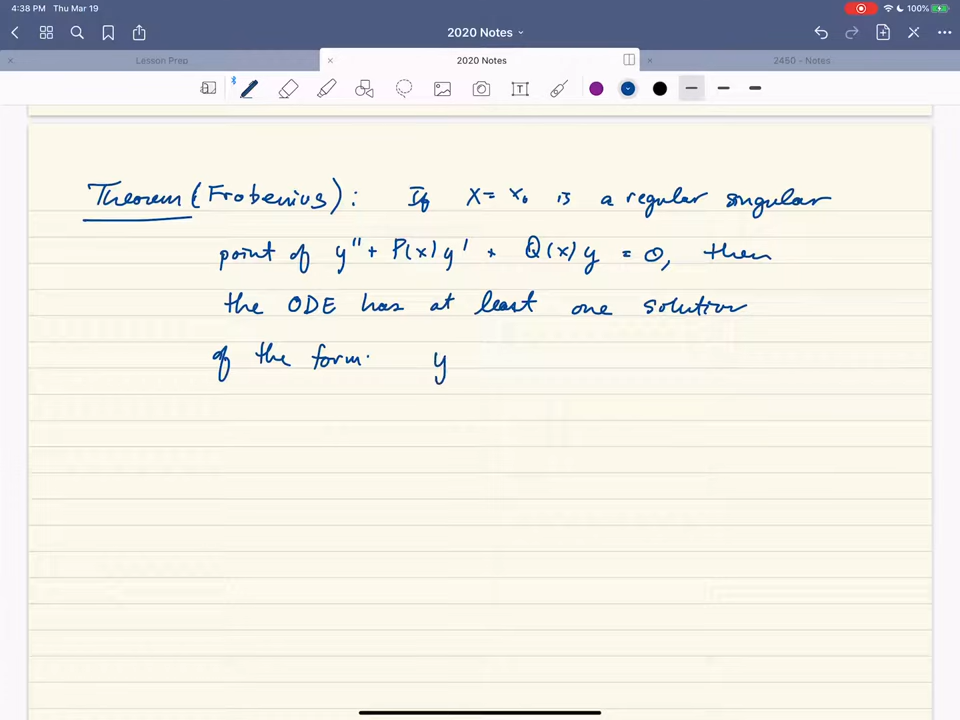 4:38 PM Thu Mar 19
100%
2020 Notes
Lesson Prep
2020 Notes
2450 - Notes
Theorem (Frobenius): If x = x₀ is a regular singular
point of y'' + P(x)y' + Q(x)y = 0, then
the ODE has at least one solution
of the form: y